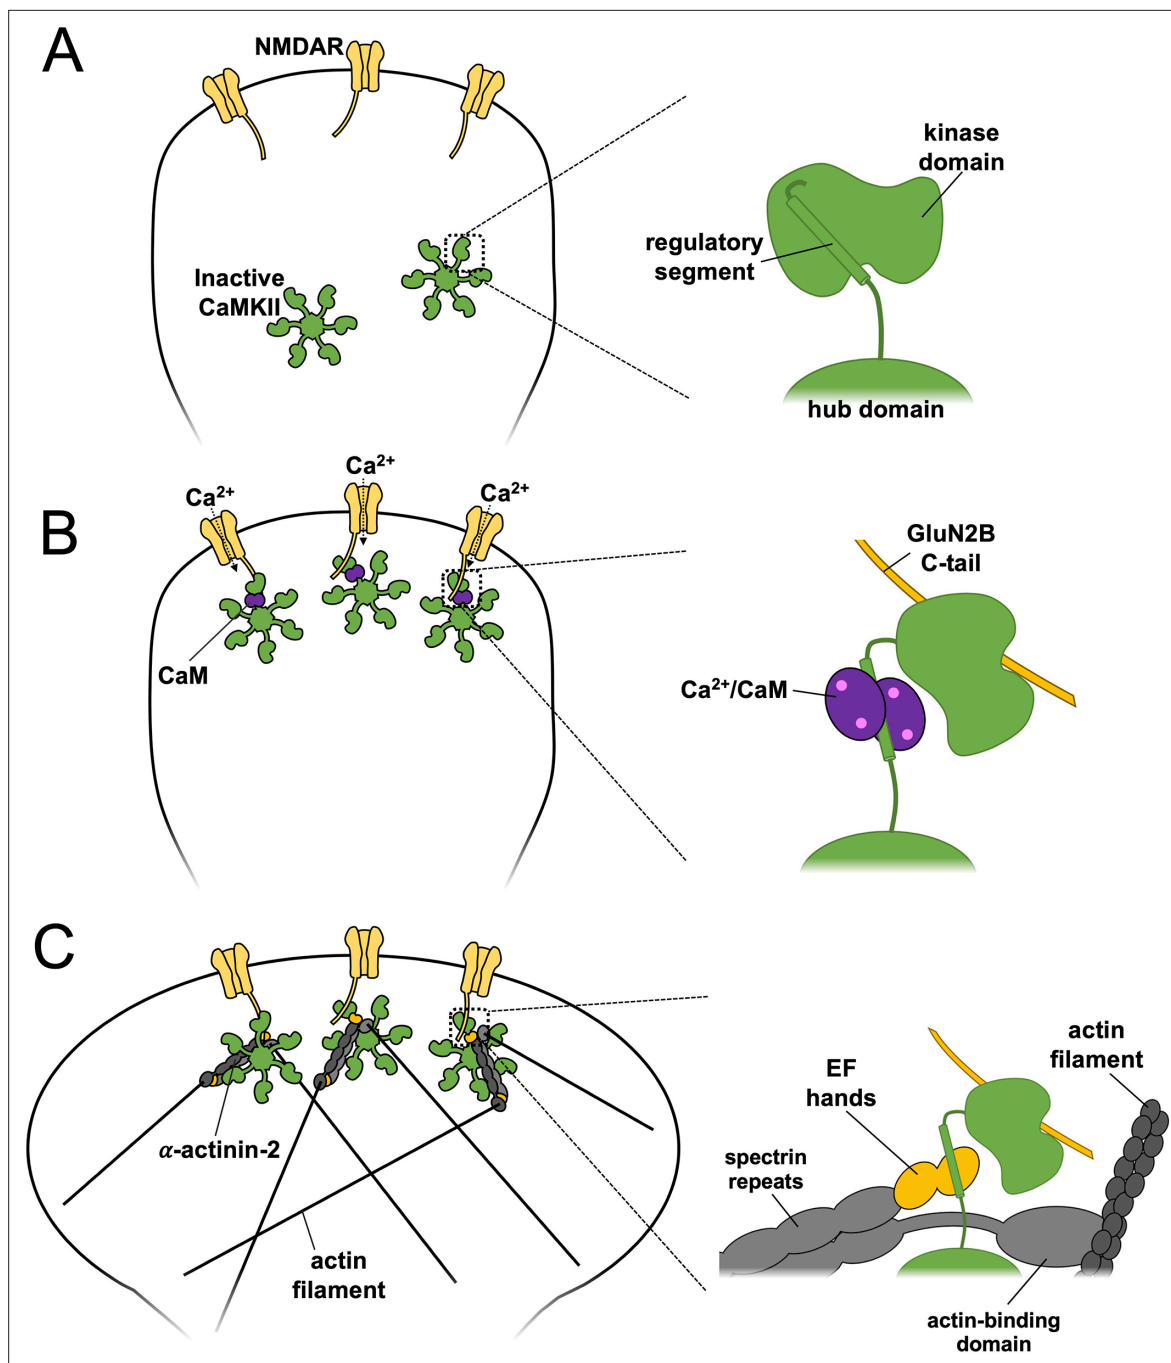 A
NMDAR
kinase
domain
regulatory
segment
Inactive
CaMKII
hub domain
B
Ca²⁺
Ca²⁺
Ca²⁺
GluN2B
C-tail
CaM
Ca²⁺/CaM
C
actin
filament
EF
hands
α-actinin-2
spectrin
repeats
actin
filament
actin-binding
domain